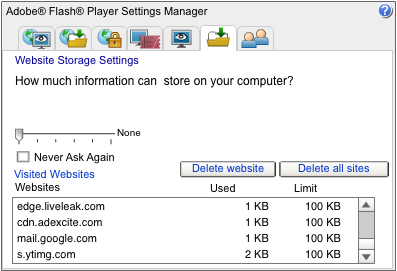 Adobe® Flash® Player Settings Manager
?
Website Storage Settings
How much information can  store on your computer?
None
Never Ask Again
Delete website
Delete all sites
Visited Websites
Websites Used Limit
edge.liveleak.com 1 KB 100 KB
cdn.adexcite.com 1 KB 100 KB
mail.google.com 1 KB 100 KB
s.ytimg.com 2 KB 100 KB